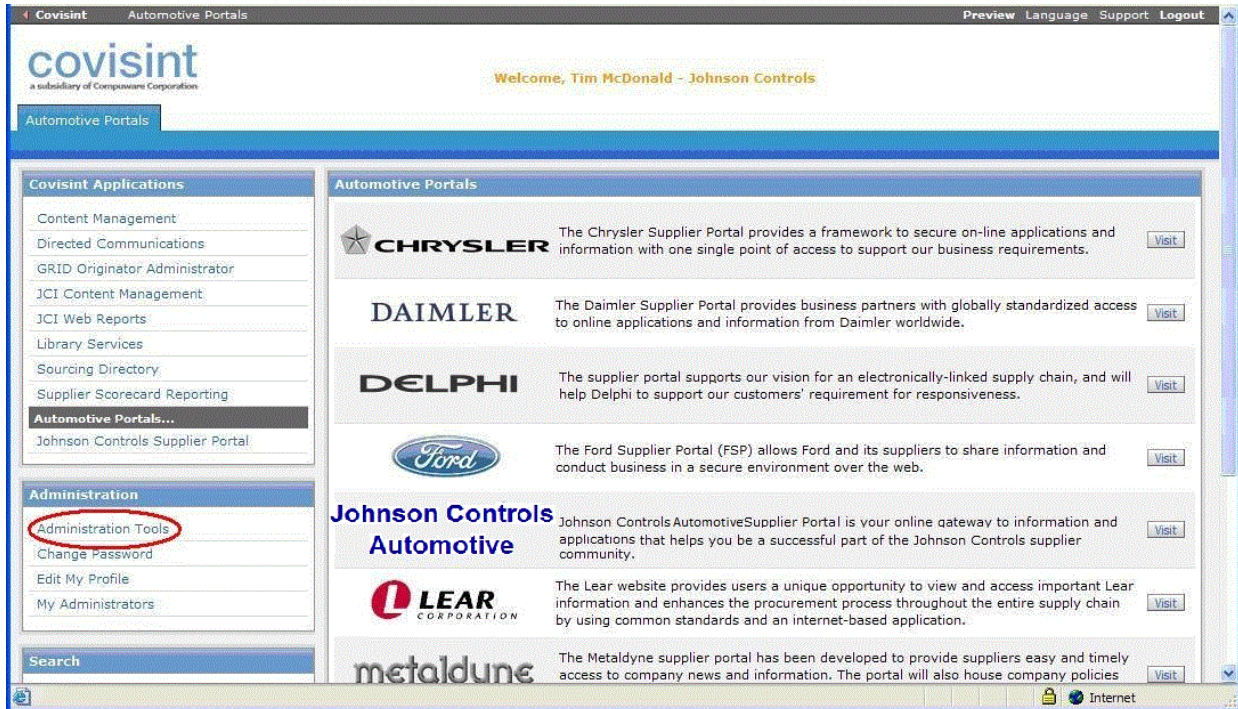 Covisint Automotive Portals
Preview Language Support Logout
covisint
a subsidiary of Compuware Corporation
Welcome, Tim McDonald - Johnson Controls
Automotive Portals
Covisint Applications
Content Management
Directed Communications
GRID Originator Administrator
JCI Content Management
JCI Web Reports
Library Services
Sourcing Directory
Supplier Scorecard Reporting
Automotive Portals...
Johnson Controls Supplier Portal
Administration
Administration Tools
Change Password
Edit My Profile
My Administrators
Search
Automotive Portals
CHRYSLER
The Chrysler Supplier Portal provides a framework to secure on-line applications and
information with one single point of access to support our business requirements.
Visit
DAIMLER
The Daimler Supplier Portal provides business partners with globally standardized access
to online applications and information from Daimler worldwide.
Visit
DELPHI
The supplier portal supports our vision for an electronically-linked supply chain, and will
help Delphi to support our customers' requirement for responsiveness.
Visit
Ford
The Ford Supplier Portal (FSP) allows Ford and its suppliers to share information and
conduct business in a secure environment over the web.
Visit
Johnson Controls
Automotive
Johnson Controls AutomotiveSupplier Portal is your online gateway to information and
applications that helps you be a successful part of the Johnson Controls supplier
community.
Visit
LEAR
CORPORATION
The Lear website provides users a unique opportunity to view and access important Lear
information and enhances the procurement process throughout the entire supply chain
by using common standards and an internet-based application.
Visit
metaldyne
The Metaldyne supplier portal has been developed to provide suppliers easy and timely
access to company news and information. The portal will also house company policies
Visit
Internet